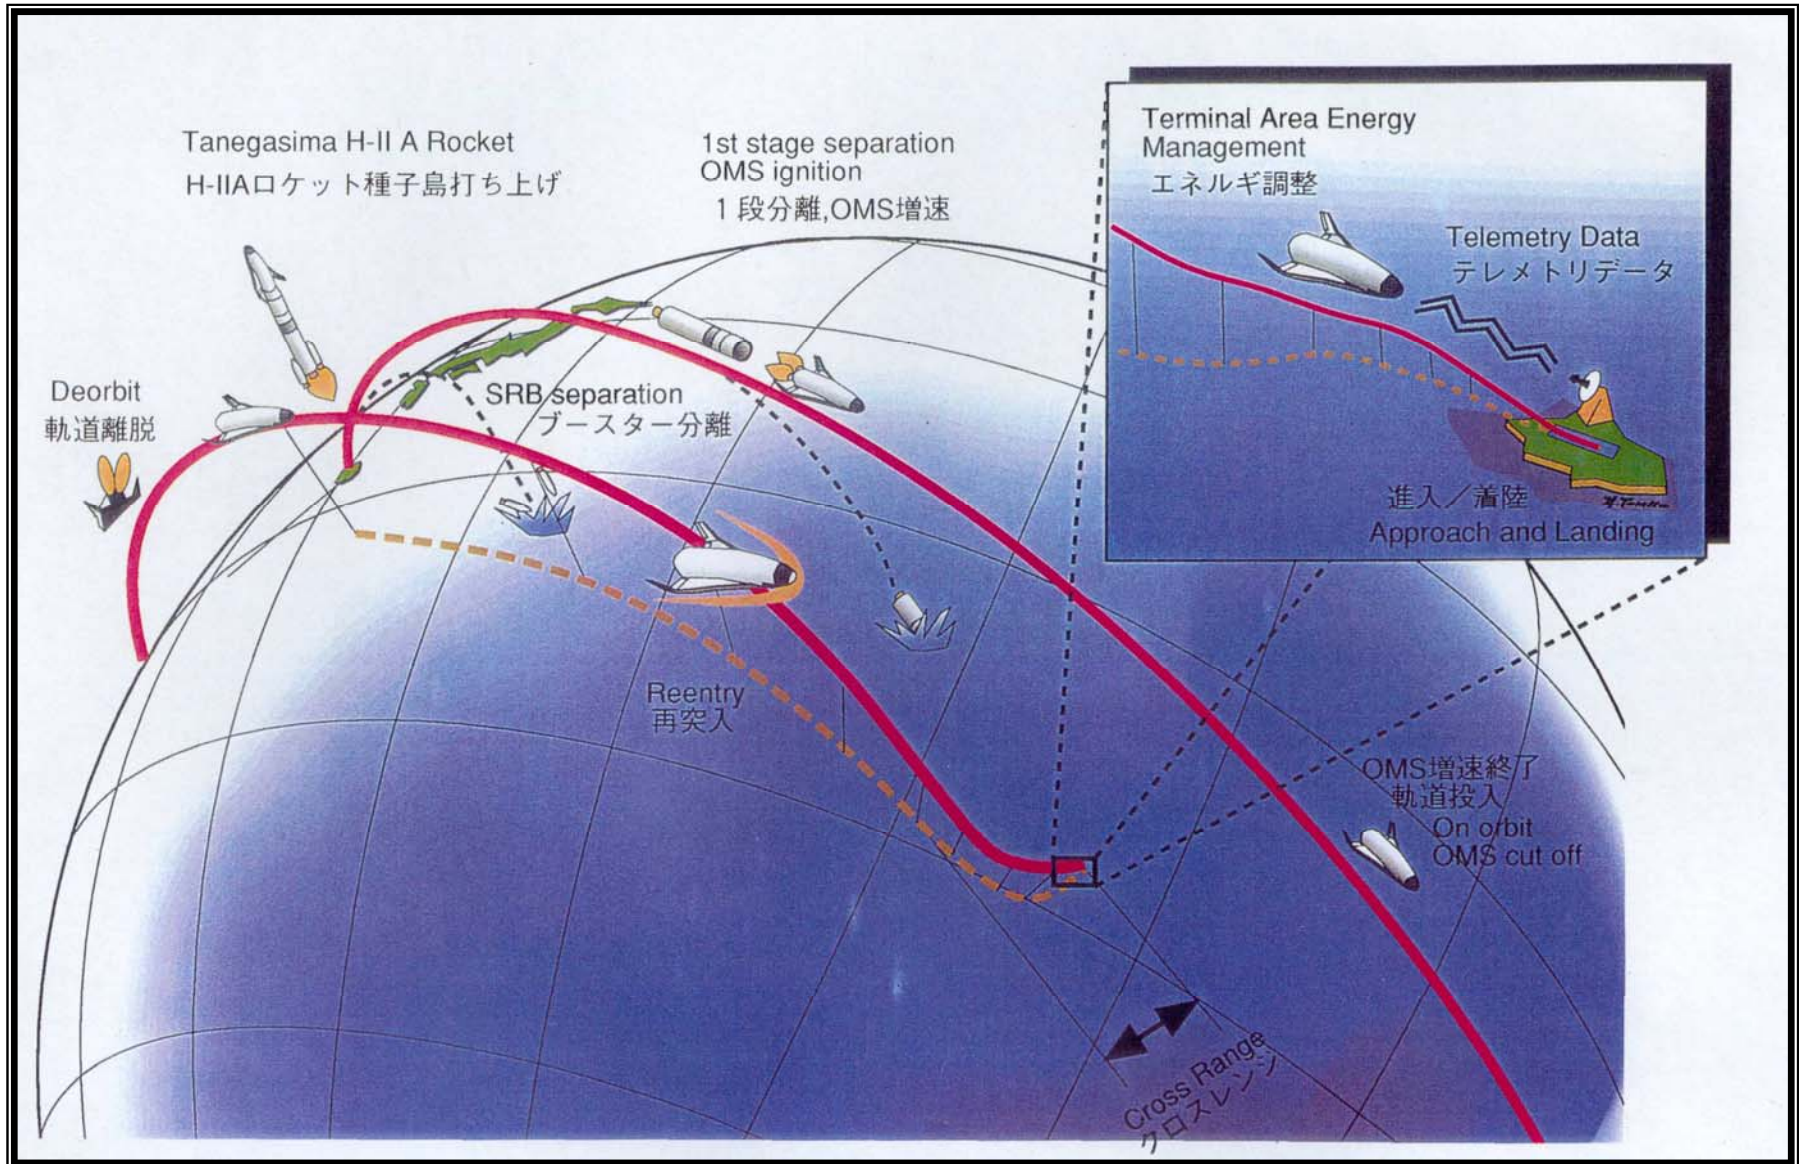 Tanegasima H-II A Rocket
H-IIAロケット種子島打ち上げ
1st stage separation
OMS ignition
1段分離,OMS増速
Terminal Area Energy
Management
エネルギ調整
Telemetry Data
テレメトリデータ
Deorbit
軌道離脱
SRB separation
ブースター分離
進入／着陸
Approach and Landing
Reentry
再突入
OMS増速終了
軌道投入
On orbit
OMS cut off
Cross Range
クロスレンジ